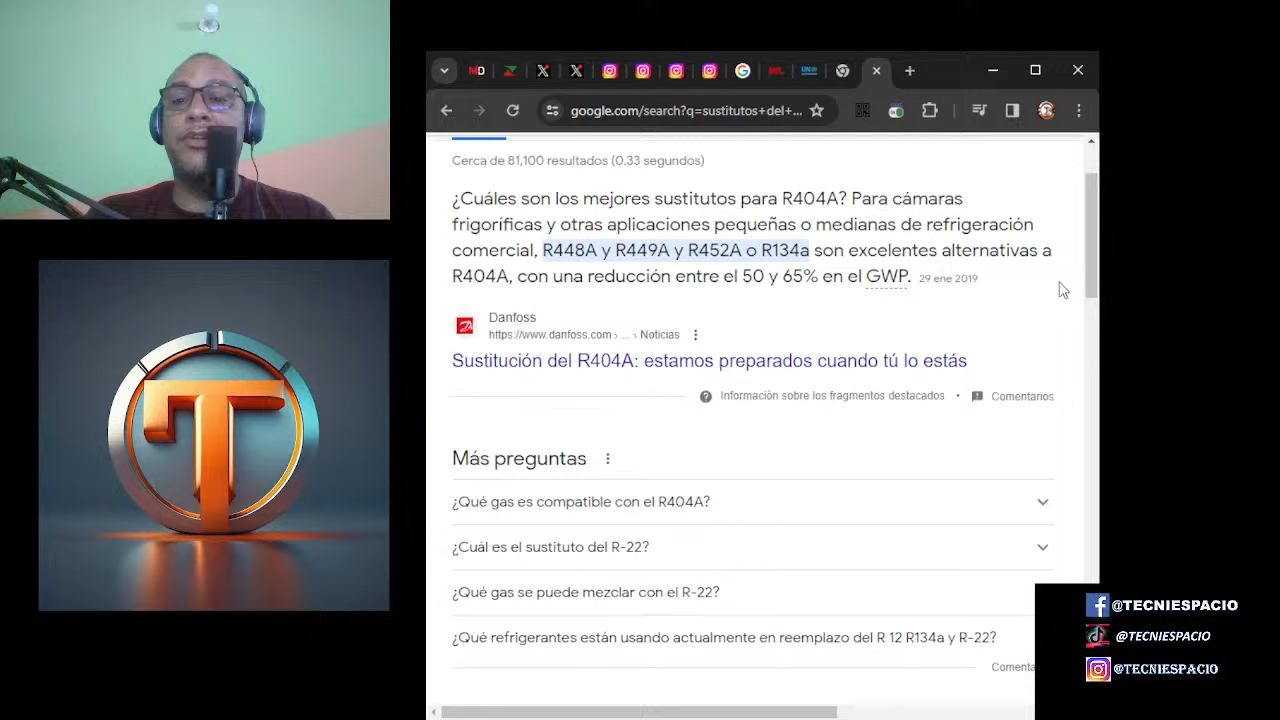 google.com/search?q=sustitutos+del+...
Cerca de 81,100 resultados (0.33 segundos)
¿Cuáles son los mejores sustitutos para R404A? Para cámaras
frigoríficas y otras aplicaciones pequeñas o medianas de refrigeración
comercial, R448A y R449A y R452A o R134a son excelentes alternativas a
R404A, con una reducción entre el 50 y 65% en el GWP. 29 ene 2019
Danfoss
https://www.danfoss.com › ... › Noticias
Sustitución del R404A: estamos preparados cuando tú lo estás
Información sobre los fragmentos destacados • Comentarios
Más preguntas
¿Qué gas es compatible con el R404A?
¿Cuál es el sustituto del R-22?
¿Qué gas se puede mezclar con el R-22?
¿Qué refrigerantes están usando actualmente en reemplazo del R 12 R134a y R-22?
Comenta
T
@TECNIESPACIO
@TECNIESPACIO
@TECNIESPACIO